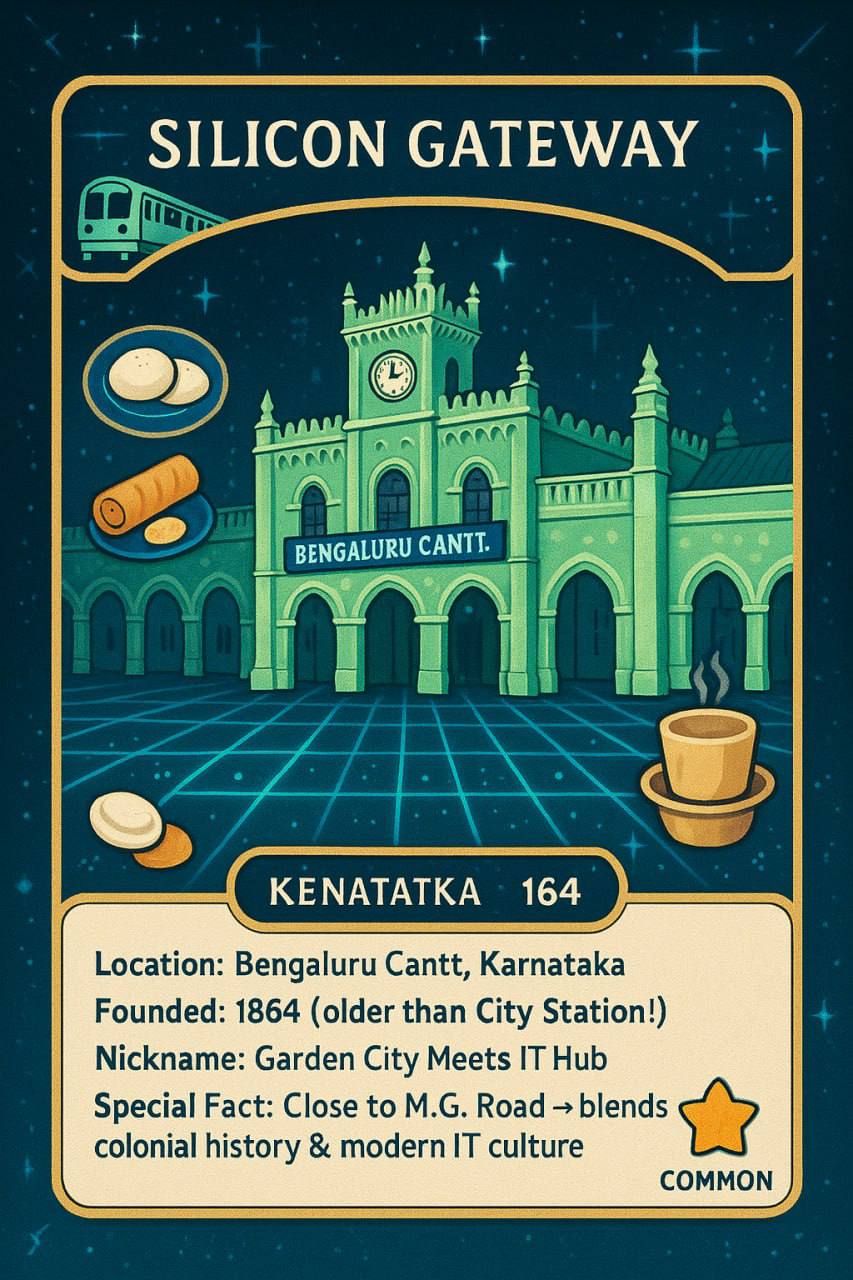 SILICON GATEWAY
BENGALURU CANTT.
KENATATKA 164
Location: Bengaluru Cantt, Karnataka
Founded: 1864 (older than City Station!)
Nickname: Garden City Meets IT Hub
Special Fact: Close to M.G. Road → blends
colonial history & modern IT culture
COMMON